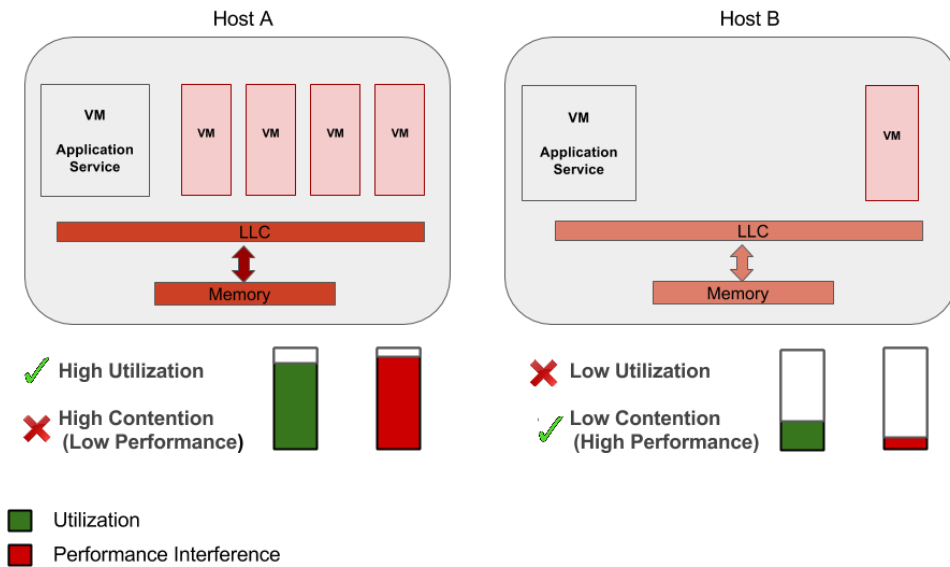 Host A
VM
Application
Service
VM
VM
VM
VM
LLC
Memory
High Utilization
High Contention
(Low Performance)
Host B
VM
Application
Service
VM
LLC
Memory
Low Utilization
Low Contention
(High Performance)
Utilization
Performance Interference